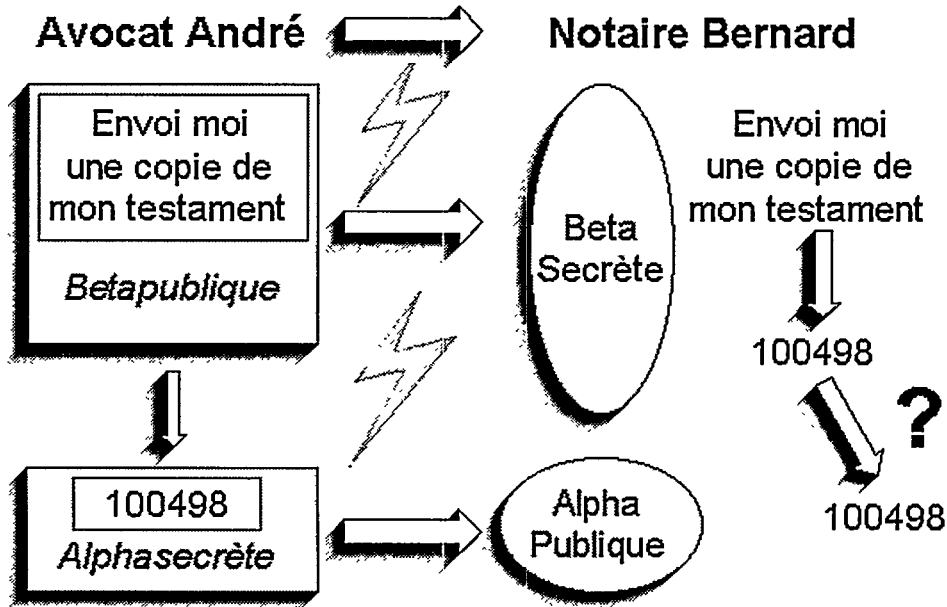 Avocat André
Notaire Bernard
Envoi moi
une copie de
mon testament
Betapublique
Beta
Secrète
Envoi moi
une copie de
mon testament
100498
?
100498
100498
Alphasecrète
Alpha
Publique